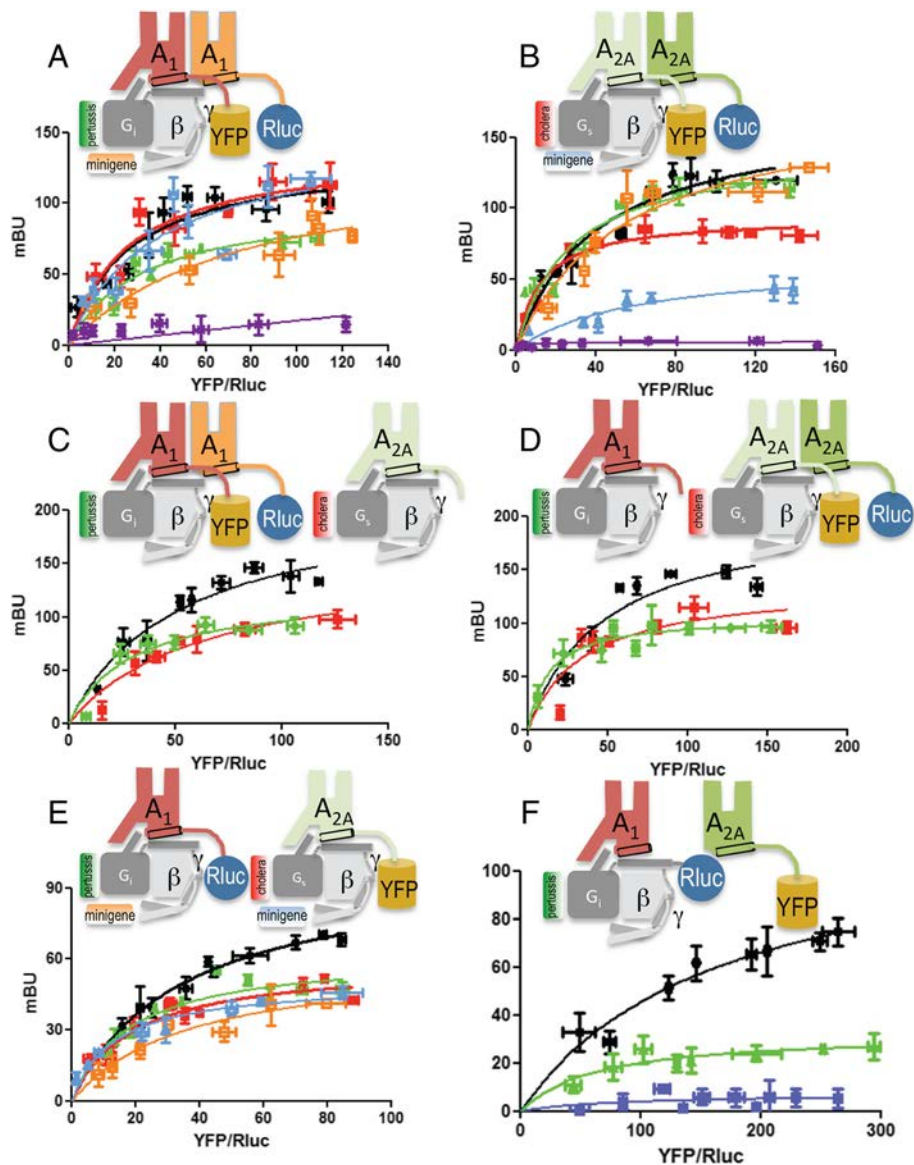 A
A1
A1
pertussis
Gi
β
γ
YFP
Rluc
minigene
mBU
150
100
50
0
0 20 40 60 80 100 120 140
YFP/Rluc
B
A2A
A2A
cholera
Gs
β
γ
YFP
Rluc
minigene
mBU
150
100
50
0
0 40 80 120 160
YFP/Rluc
C
A1
A1
A2A
pertussis
Gi
β
γ
YFP
Rluc
cholera
Gs
β
γ
mBU
200
150
100
50
0
0 50 100 150
YFP/Rluc
D
A1
A2A
A2A
pertussis
Gi
β
γ
cholera
Gs
β
γ
YFP
Rluc
mBU
200
150
100
50
0
0 50 100 150 200
YFP/Rluc
E
A1
A2A
pertussis
Gi
β
γ
Rluc
cholera
Gs
β
γ
YFP
minigene
minigene
mBU
90
60
30
0
0 20 40 60 80 100
YFP/Rluc
F
A1
A2A
pertussis
Gi
β
γ
Rluc
YFP
mBU
100
80
60
40
20
0
0 100 200 300
YFP/Rluc